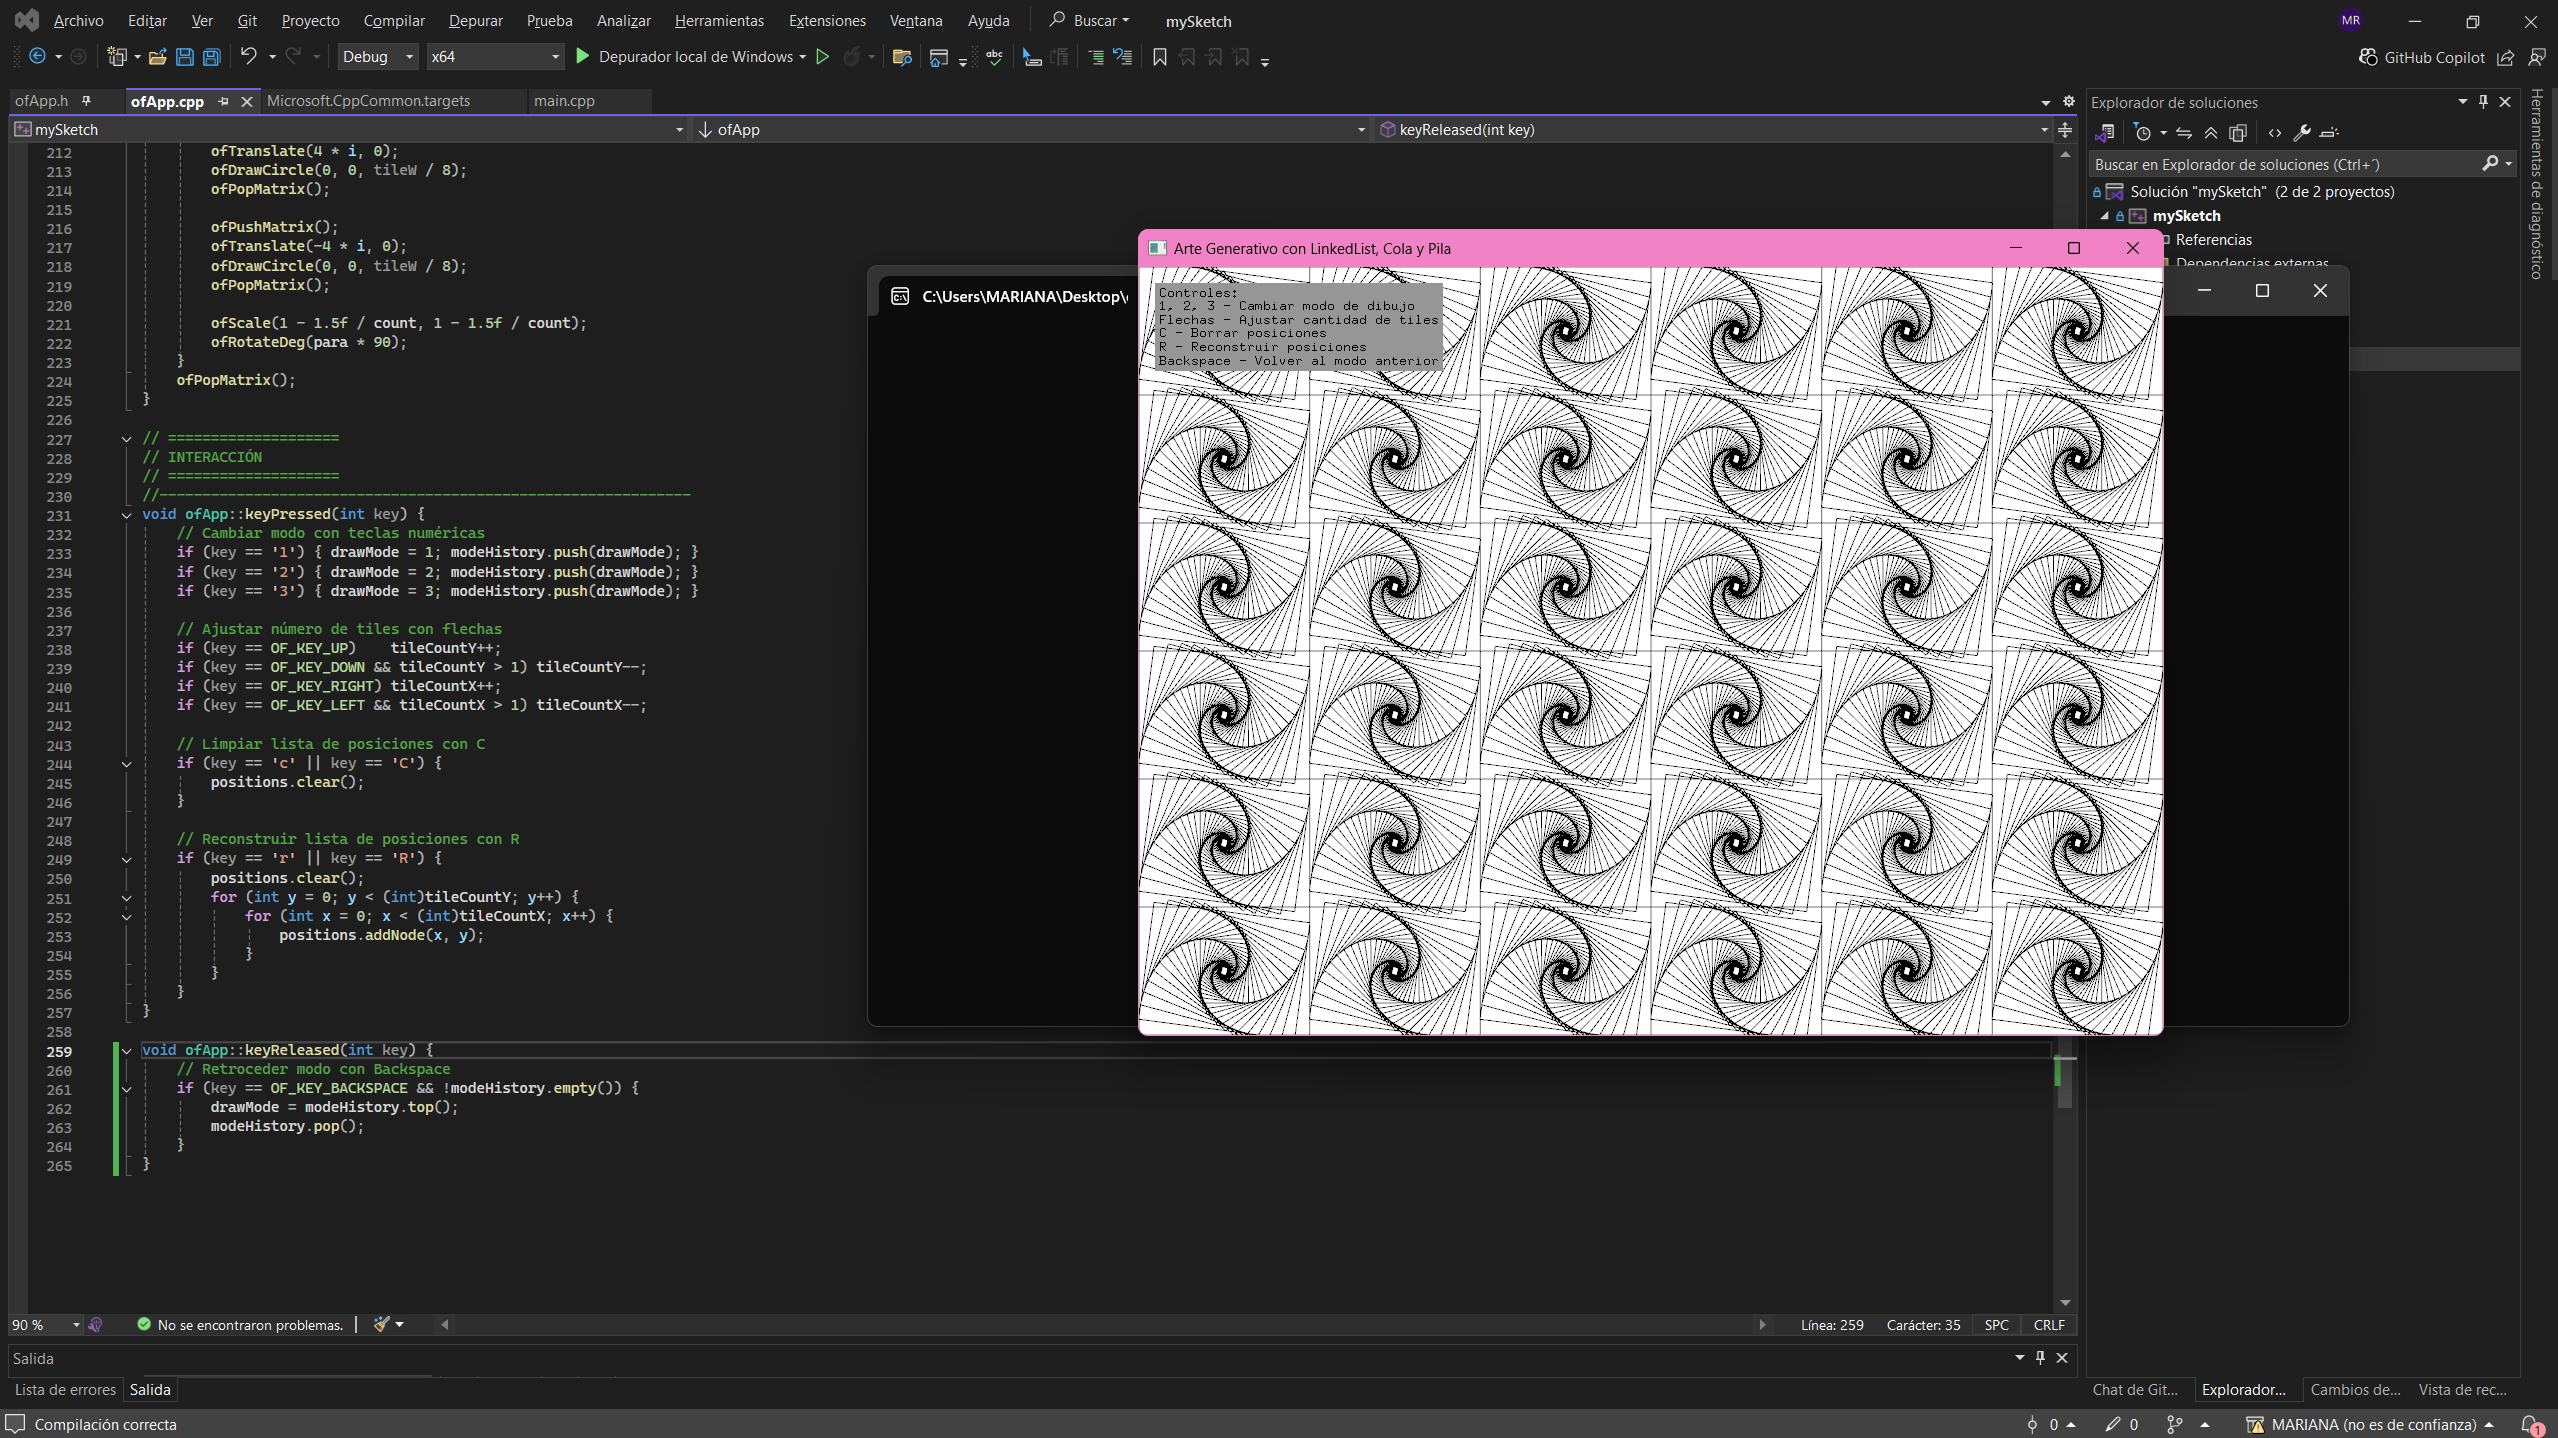 Archivo Editar Ver Git Proyecto Compilar Depurar Prueba Analizar Herramientas Extensiones Ventana Ayuda Buscar mySketch MR
Debug x64 Depurador local de Windows abc GitHub Copilot
ofApp.h ofApp.cpp Microsoft.CppCommon.targets main.cpp
mySketch ofApp keyReleased(int key)
212 ofTranslate(4 * i, 0);
213 ofDrawCircle(0, 0, tileW / 8);
214 ofPopMatrix();
215
216 ofPushMatrix();
217 ofTranslate(-4 * i, 0);
218 ofDrawCircle(0, 0, tileW / 8);
219 ofPopMatrix();
220
221 ofScale(1 - 1.5f / count, 1 - 1.5f / count);
222 ofRotateDeg(para * 90);
223 }
224 ofPopMatrix();
225 }
226
227 // ====================
228 // INTERACCIÓN
229 // ====================
230 //--------------------------------------------------------------
231 void ofApp::keyPressed(int key) {
232 // Cambiar modo con teclas numéricas
233 if (key == '1') { drawMode = 1; modeHistory.push(drawMode); }
234 if (key == '2') { drawMode = 2; modeHistory.push(drawMode); }
235 if (key == '3') { drawMode = 3; modeHistory.push(drawMode); }
236
237 // Ajustar número de tiles con flechas
238 if (key == OF_KEY_UP) tileCountY++;
239 if (key == OF_KEY_DOWN && tileCountY > 1) tileCountY--;
240 if (key == OF_KEY_RIGHT) tileCountX++;
241 if (key == OF_KEY_LEFT && tileCountX > 1) tileCountX--;
242
243 // Limpiar lista de posiciones con C
244 if (key == 'c' || key == 'C') {
245 positions.clear();
246 }
247
248 // Reconstruir lista de posiciones con R
249 if (key == 'r' || key == 'R') {
250 positions.clear();
251 for (int y = 0; y < (int)tileCountY; y++) {
252 for (int x = 0; x < (int)tileCountX; x++) {
253 positions.addNode(x, y);
254 }
255 }
256 }
257 }
258
259 void ofApp::keyReleased(int key) {
260 // Retroceder modo con Backspace
261 if (key == OF_KEY_BACKSPACE && !modeHistory.empty()) {
262 drawMode = modeHistory.top();
263 modeHistory.pop();
264 }
265 }
C:\Users\MARIANA\Desktop\
Arte Generativo con LinkedList, Cola y Pila
Controles:
1, 2, 3 - Cambiar modo de dibujo
Flechas - Ajustar cantidad de tiles
C - Borrar posiciones
R - Reconstruir posiciones
Backspace - Volver al modo anterior
Explorador de soluciones
Buscar en Explorador de soluciones (Ctrl+´)
Solución "mySketch" (2 de 2 proyectos)
mySketch
Referencias
Dependencias externas
Herramientas de diagnóstico
90 % No se encontraron problemas. Línea: 259 Carácter: 35 SPC CRLF
Salida
Lista de errores Salida
Chat de Git... Explorador... Cambios de... Vista de rec...
Compilación correcta 0 0 MARIANA (no es de confianza) 1